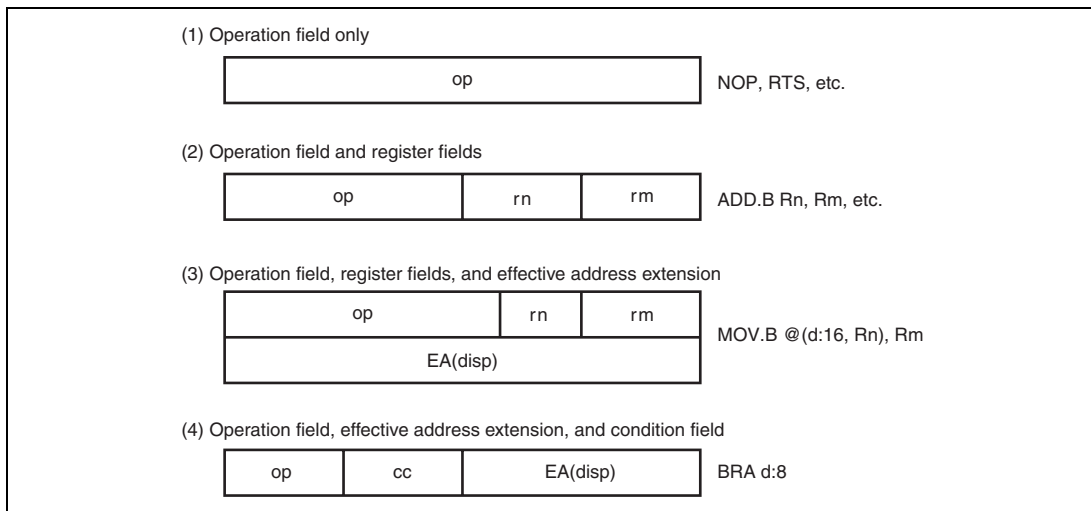 (1) Operation field only
op
NOP, RTS, etc.
(2) Operation field and register fields
op rn rm
ADD.B Rn, Rm, etc.
(3) Operation field, register fields, and effective address extension
op rn rm
EA(disp)
MOV.B @(d:16, Rn), Rm
(4) Operation field, effective address extension, and condition field
op cc EA(disp)
BRA d:8